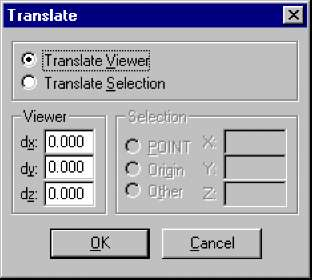 Translate
Translate Viewer
Translate Selection
Viewer
dx: 0.000
dy: 0.000
dz: 0.000
Selection
POINT X:
Origin Y:
Other Z:
OK Cancel